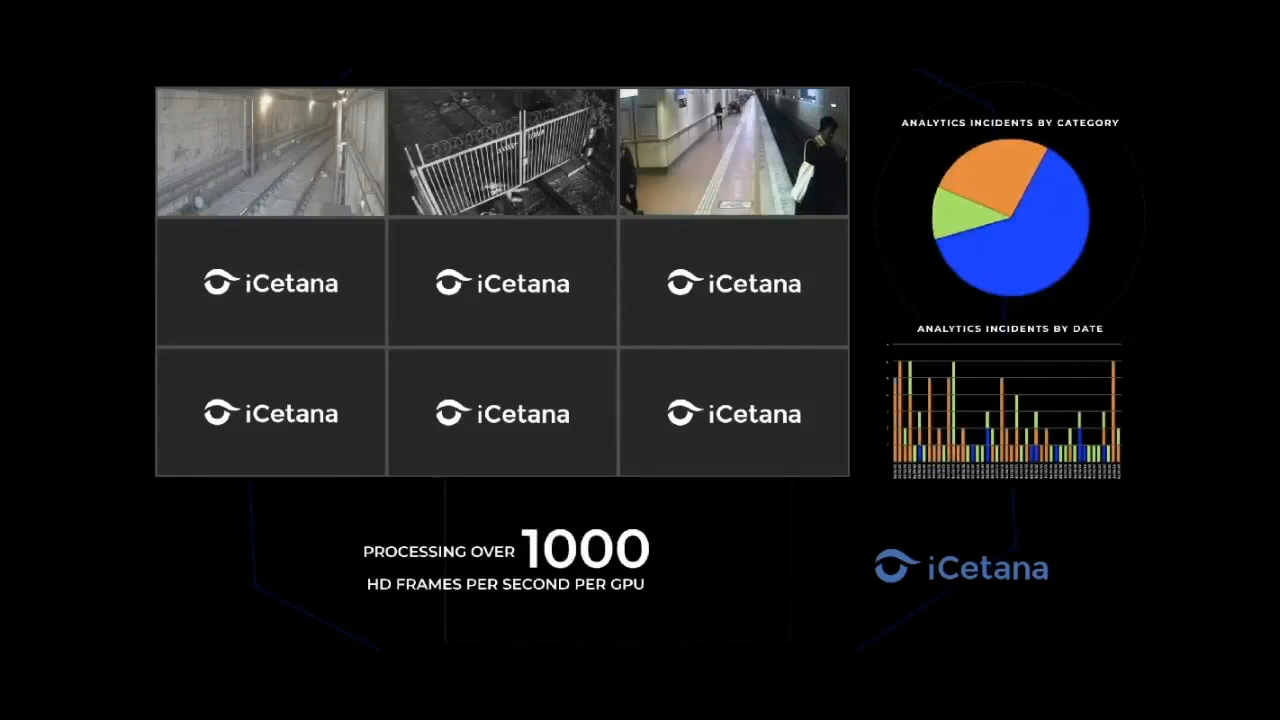 ANALYTICS INCIDENTS BY CATEGORY
iCetana
iCetana
iCetana
ANALYTICS INCIDENTS BY DATE
iCetana
iCetana
iCetana
PROCESSING OVER 1000
HD FRAMES PER SECOND PER GPU
iCetana